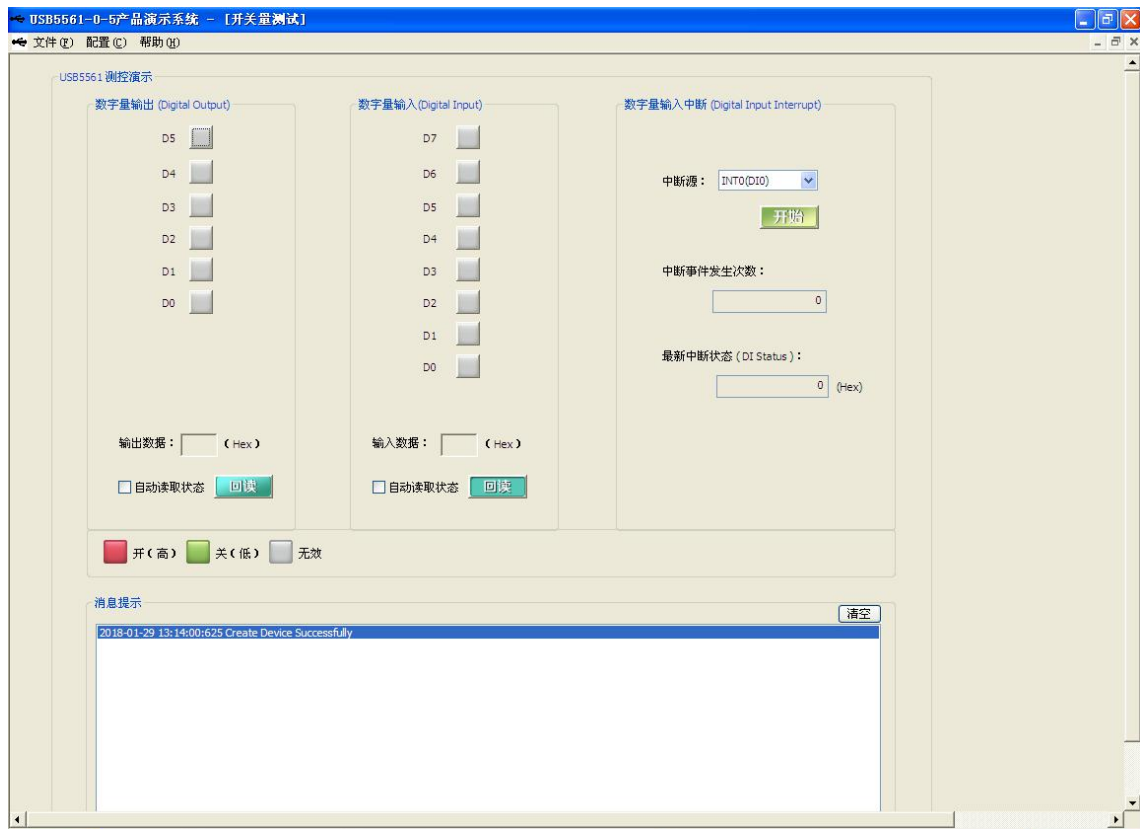 USB5561-0-5产品演示系统 - [开关量测试]
文件(F) 配置(C) 帮助(H)
USB5561 测控演示
数字量输出 (Digital Output)
D5
D4
D3
D2
D1
D0
输出数据： （Hex）
自动读取状态 回读
数字量输入(Digital Input)
D7
D6
D5
D4
D3
D2
D1
D0
输入数据： （Hex）
自动读取状态 回读
数字量输入中断 (Digital Input Interrupt)
中断源： INT0(DI0)
开始
中断事件发生次数：
0
最新中断状态（DI Status）：
0 (Hex)
开（高） 关（低） 无效
消息提示
清空
2018-01-29 13:14:00:625 Create Device Successfully